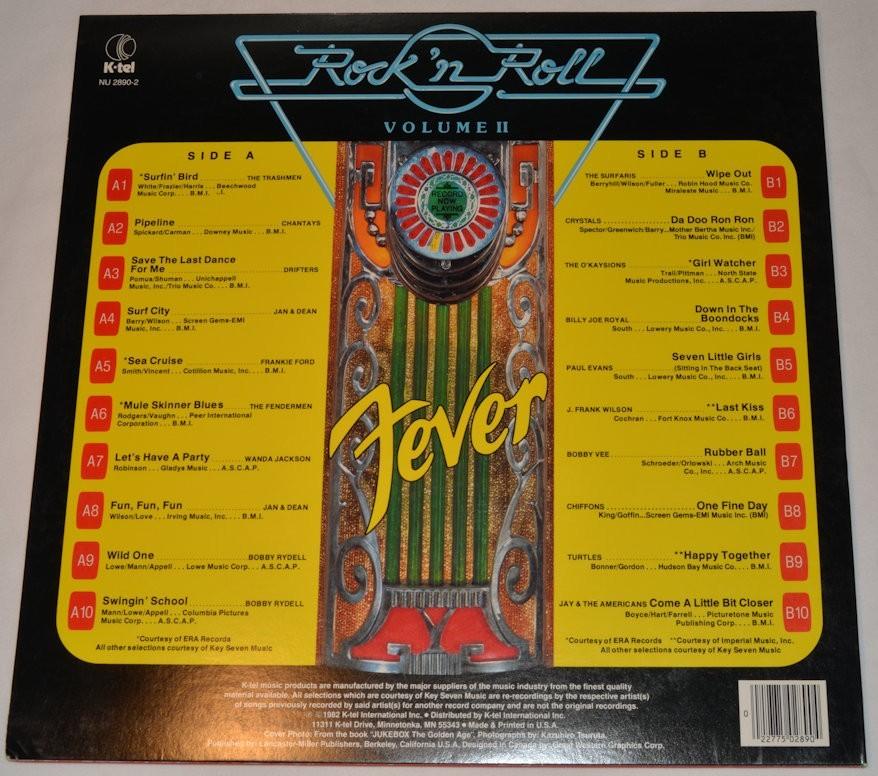 K-tel
NU 2890-2
Rock 'n Roll
VOLUME II
Fever
RECORD
NOW
PLAYING
SIDE A
A1 *Surfin' Bird THE TRASHMEN
White/Frazier/Harris . . . Beechwood
Music Corp. . . . B.M.I.
A2 Pipeline CHANTAYS
Spickard/Carman . . . Downey Music . . . B.M.I.
A3 Save The Last Dance
For Me DRIFTERS
Pomus/Shuman . . . Unichappell
Music, Inc./Trio Music Co. . . . B.M.I.
A4 Surf City JAN & DEAN
Berry/Wilson . . . Screen Gems-EMI
Music, Inc. . . . B.M.I.
A5 *Sea Cruise FRANKIE FORD
Smith/Vincent . . . Cotillion Music, Inc. . . . B.M.I.
A6 *Mule Skinner Blues THE FENDERMEN
Rodgers/Vaughn . . . Peer International
Corporation . . . B.M.I.
A7 Let's Have A Party WANDA JACKSON
Robinson . . . Gladys Music . . . A.S.C.A.P.
A8 Fun, Fun, Fun JAN & DEAN
Wilson/Love . . . Irving Music, Inc. . . . B.M.I.
A9 Wild One BOBBY RYDELL
Lowe/Mann/Appell . . . Lowe Music Corp. . . A.S.C.A.P.
A10 Swingin' School BOBBY RYDELL
Mann/Lowe/Appell . . . Columbia Pictures
Music Corp. . . . A.S.C.A.P.
*Courtesy of ERA Records
All other selections courtesy of Key Seven Music
SIDE B
THE SURFARIS Wipe Out B1
Berryhill/Wilson/Fuller . . . Robin Hood Music Co.
Miraleste Music . . . B.M.I.
CRYSTALS Da Doo Ron Ron B2
Spector/Greenwich/Barry...Mother Bertha Music Inc./
Trio Music Co. Inc. (BMI)
THE O'KAYSIONS *Girl Watcher B3
Trail/Pittman . . . North State
Music Productions, Inc. . . . A.S.C.A.P.
BILLY JOE ROYAL Down In The
Boondocks B4
South . . . Lowery Music Co., Inc. . . . B.M.I.
Seven Little Girls B5
PAUL EVANS (Sitting In The Back Seat)
South . . . Lowery Music Co., Inc. . . . B.M.I.
J. FRANK WILSON **Last Kiss B6
Cochran . . . Fort Knox Music Co. . . . B.M.I.
BOBBY VEE Rubber Ball B7
Schroeder/Orlowski . . . Arch Music
Co., Inc. . . . A.S.C.A.P.
CHIFFONS One Fine Day B8
King/Goffin...Screen Gems-EMI Music Inc. (BMI)
TURTLES **Happy Together B9
Bonner/Gordon . . . Hudson Bay Music Co. . . . B.M.I.
JAY & THE AMERICANS Come A Little Bit Closer B10
Boyce/Hart/Farrell . . . Picturetone Music
Publishing Corp. . . . B.M.I.
*Courtesy of ERA Records **Courtesy of Imperial Music, Inc.
All other selections courtesy of Key Seven Music
K-tel music products are manufactured by the major suppliers of the music industry from the finest quality
material available. All selections which are courtesy of Key Seven Music are re-recordings by the respective artist(s)
of songs previously recorded by said artist(s) for another record company and are not the original recordings.
℗ © 1982 K-tel International Inc. ● Distributed by K-tel International Inc.
11311 K-tel Drive, Minnetonka, MN 55343 ● Made in U.S.A.
Cover Photo: From the book "JUKEBOX The Golden Age". Photographs by: Kazuhiro Tsuruta.
Published by: Lancaster-Miller Publishers, Berkeley, California U.S.A. Designed in Canada by: Great Western Graphics Corp.
0 22775 02890